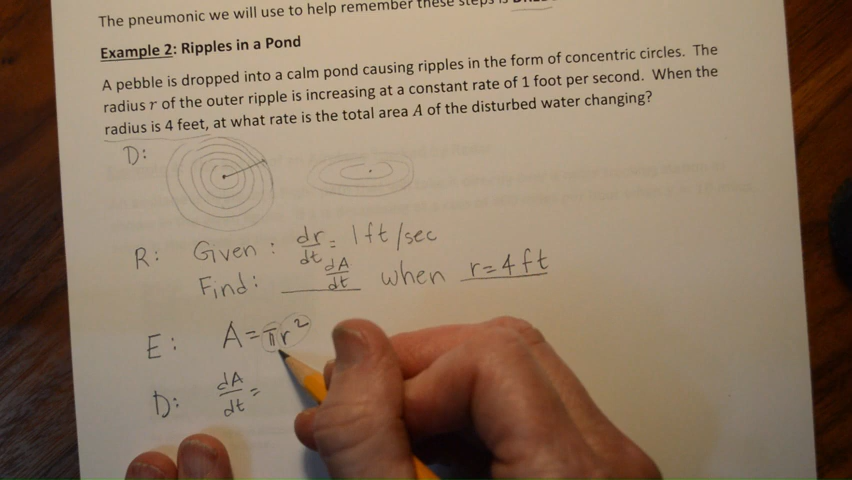 The pneumonic we will use to help remember these steps is
Example 2: Ripples in a Pond
A pebble is dropped into a calm pond causing ripples in the form of concentric circles. The
radius r of the outer ripple is increasing at a constant rate of 1 foot per second. When the
radius is 4 feet, at what rate is the total area A of the disturbed water changing?
D:
R: Given: dr/dt = 1 ft/sec
Find: dA/dt when r=4ft
E: A=πr²
D: dA/dt =